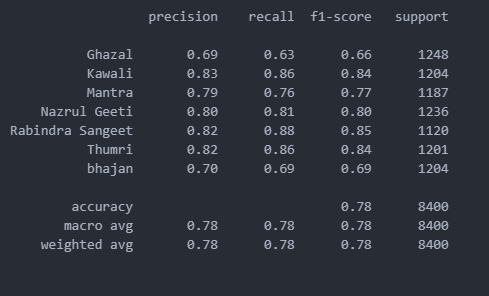 precision recall f1-score support
Ghazal 0.69 0.63 0.66 1248
Kawali 0.83 0.86 0.84 1204
Mantra 0.79 0.76 0.77 1187
Nazrul Geeti 0.80 0.81 0.80 1236
Rabindra Sangeet 0.82 0.88 0.85 1120
Thumri 0.82 0.86 0.84 1201
bhajan 0.70 0.69 0.69 1204
accuracy 0.78 8400
macro avg 0.78 0.78 0.78 8400
weighted avg 0.78 0.78 0.78 8400